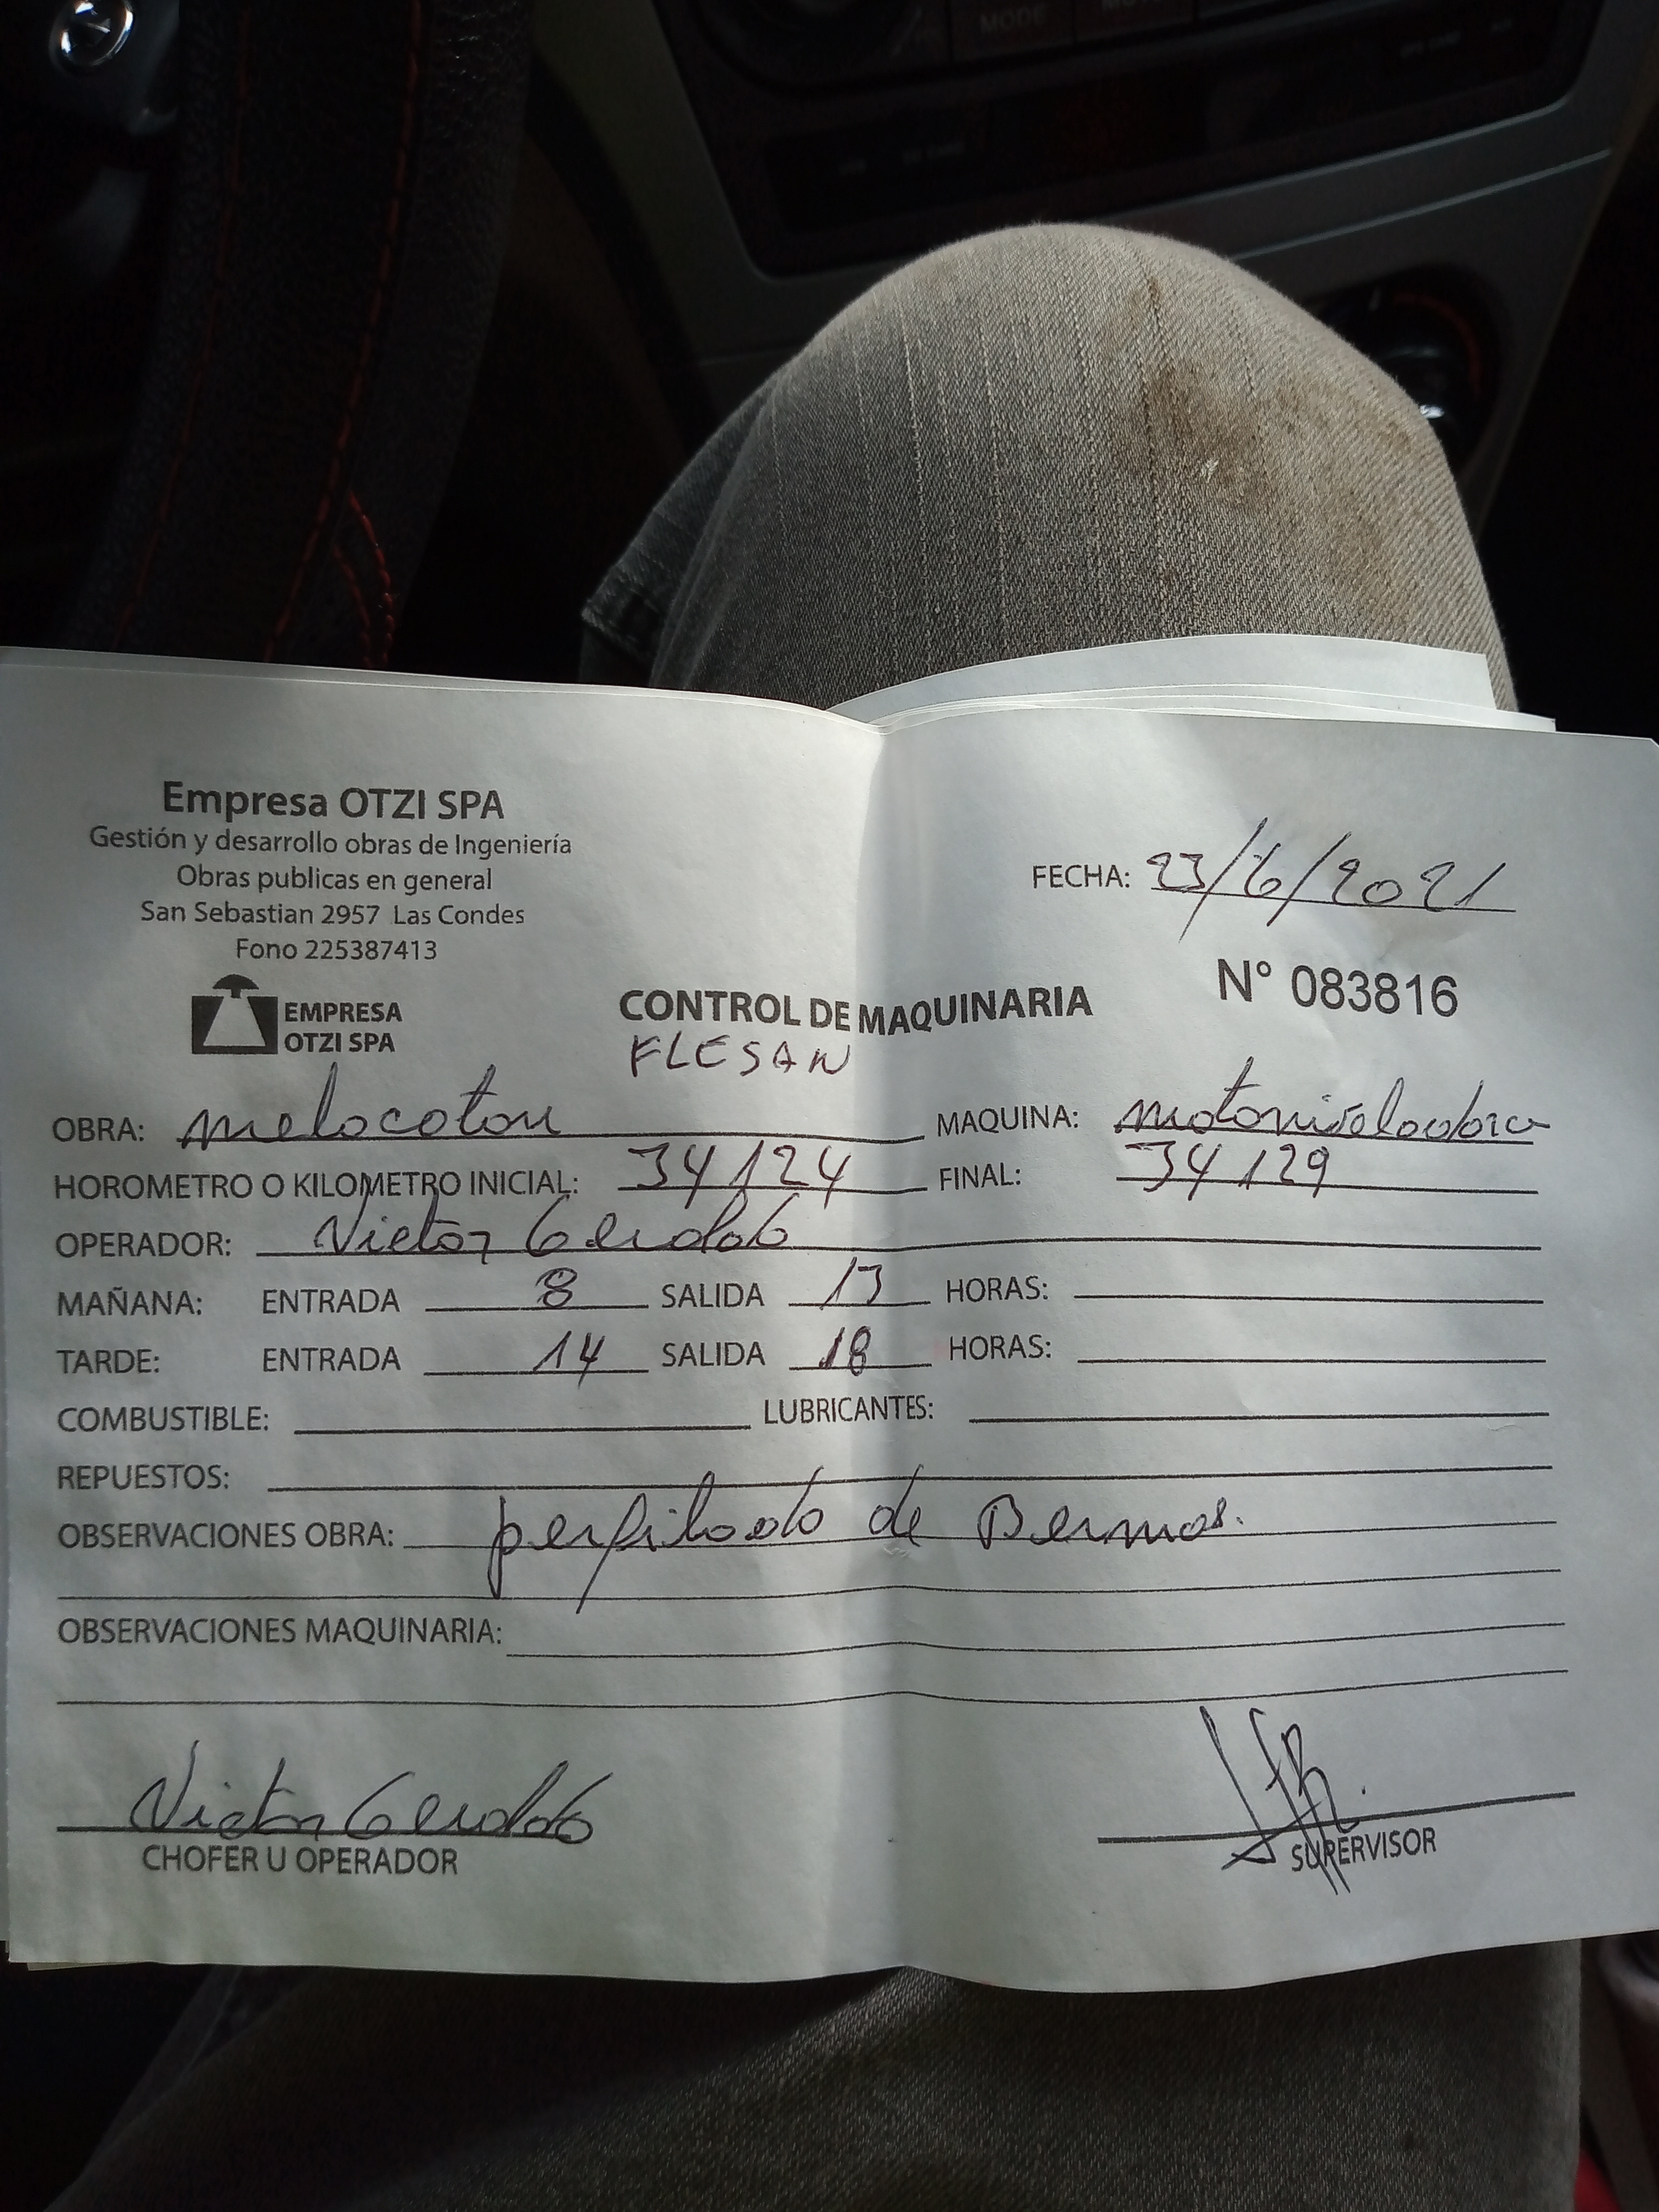 MODE
Empresa OTZI SPA
Gestión y desarrollo obras de Ingeniería
Obras publicas en general
San Sebastian 2957 Las Condes
Fono 225387413
FECHA: 23/6/2021
N° 083816
EMPRESA
OTZI SPA
CONTROL DE MAQUINARIA
FLESAN
OBRA: melocoton MAQUINA: motoniveladora
HOROMETRO O KILOMETRO INICIAL: 34124 FINAL: 34129
OPERADOR: Victor
MAÑANA: ENTRADA 8 SALIDA 13 HORAS:
TARDE: ENTRADA 14 SALIDA 18 HORAS:
COMBUSTIBLE: LUBRICANTES:
REPUESTOS:
OBSERVACIONES OBRA: perfilado de Bermas.
OBSERVACIONES MAQUINARIA:
Victor
CHOFER U OPERADOR
SUPERVISOR